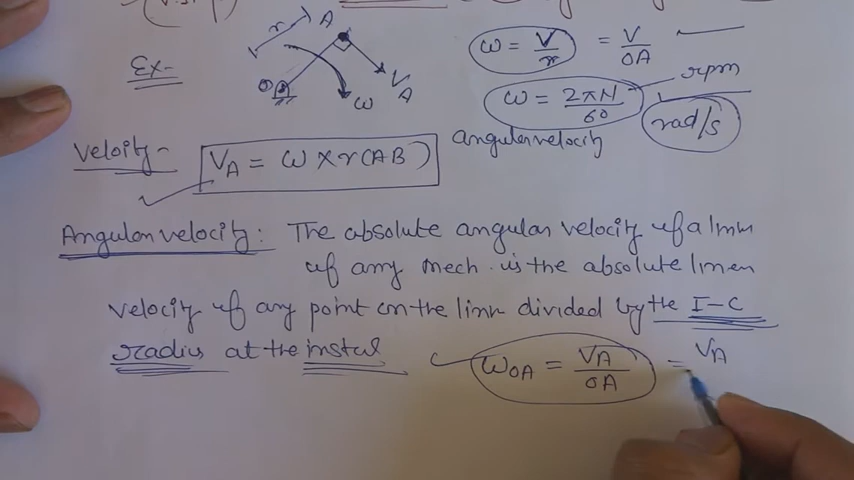 r A ω = V/r = V/OA
Ex- O VA ω = 2πN/60 rpm
ω rad/s
Veloity- VA = ω × r (AB) angular velocity
Angular velocity: The absolute angular velocity of a link
of any mech. is the absolute linear
velocity of any point on the link divided by the I-C
radius at the instat ωOA = VA/OA = VA